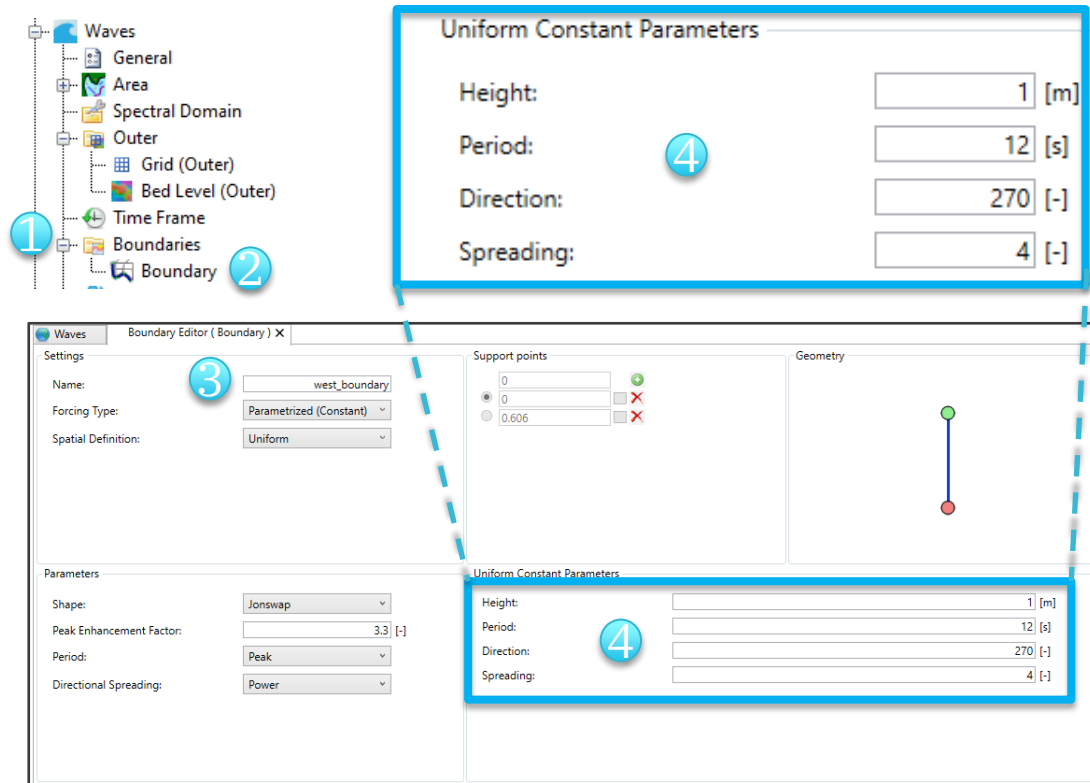 Waves
General
Area
Spectral Domain
Outer
Grid (Outer)
Bed Level (Outer)
Time Frame
1 Boundaries
Boundary 2
Uniform Constant Parameters
Height: 1 [m]
Period: 12 [s]
4
Direction: 270 [-]
Spreading: 4 [-]
Waves Boundary Editor ( Boundary ) X
Settings
3
Name: west_boundary
Forcing Type: Parametrized (Constant)
Spatial Definition: Uniform
Support points
0
0
0.606
Geometry
Parameters
Shape: Jonswap
Peak Enhancement Factor: 3.3 [-]
Period: Peak
Directional Spreading: Power
Uniform Constant Parameters
Height: 1 [m]
Period: 12 [s]
4
Direction: 270 [-]
Spreading: 4 [-]